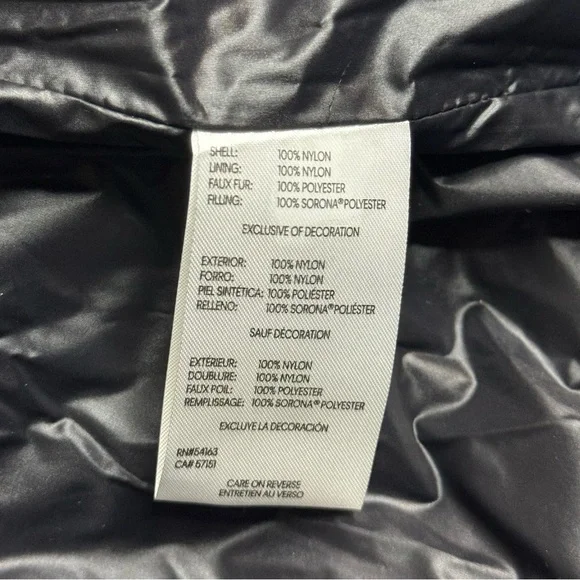 SHELL: 100% NYLON
LINING: 100% NYLON
FAUX FUR: 100% POLYESTER
FILLING: 100% SORONA® POLYESTER
EXCLUSIVE OF DECORATION
EXTERIOR: 100% NYLON
FORRO: 100% NYLON
PIEL SINTÉTICA: 100% POLIÉSTER
RELLENO: 100% SORONA® POLIÉSTER
SAUF DÉCORATION
EXTÉRIEUR: 100% NYLON
DOUBLURE: 100% NYLON
FAUX POIL: 100% POLYESTER
REMPLISSAGE: 100% SORONA® POLYESTER
EXCLUYE LA DECORACIÓN
RN#54163
CA# 57151
CARE ON REVERSE
ENTRETIEN AU VERSO